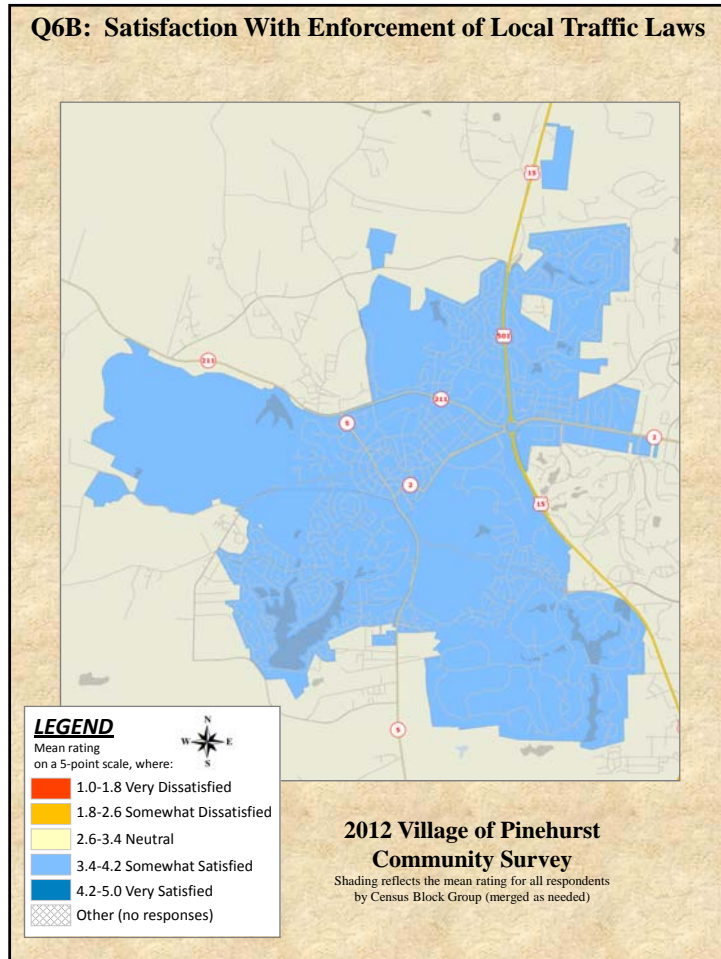 Q6B: Satisfaction With Enforcement of Local Traffic Laws
15
501
211
211
5
2
2
15
5
LEGEND
N
W E
S
Mean rating
on a 5-point scale, where:
1.0-1.8 Very Dissatisfied
1.8-2.6 Somewhat Dissatisfied
2.6-3.4 Neutral
3.4-4.2 Somewhat Satisfied
4.2-5.0 Very Satisfied
Other (no responses)
2012 Village of Pinehurst
Community Survey
Shading reflects the mean rating for all respondents
by Census Block Group (merged as needed)